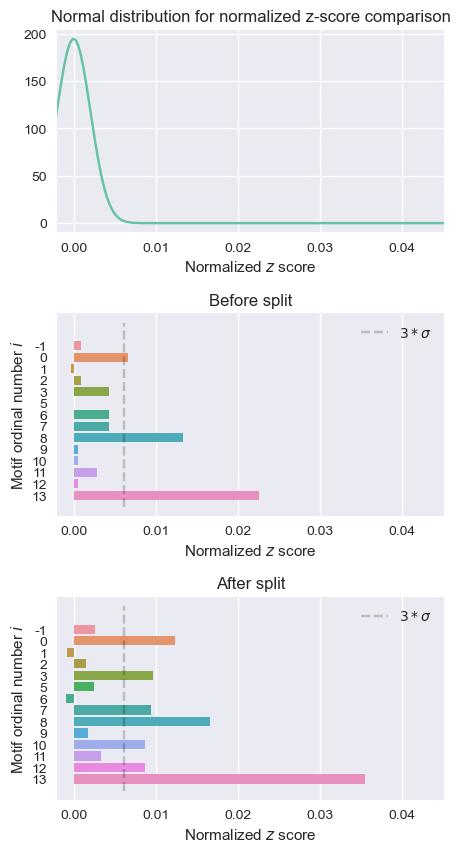 Normal distribution for normalized z-score comparison
200
150
100
50
0
0.00 0.01 0.02 0.03 0.04
Normalized z score
Before split
Motif ordinal number i
-1
0
1
2
3
5
6
7
8
9
10
11
12
13
3 * σ
0.00 0.01 0.02 0.03 0.04
Normalized z score
After split
Motif ordinal number i
-1
0
1
2
3
5
6
7
8
9
10
11
12
13
3 * σ
0.00 0.01 0.02 0.03 0.04
Normalized z score